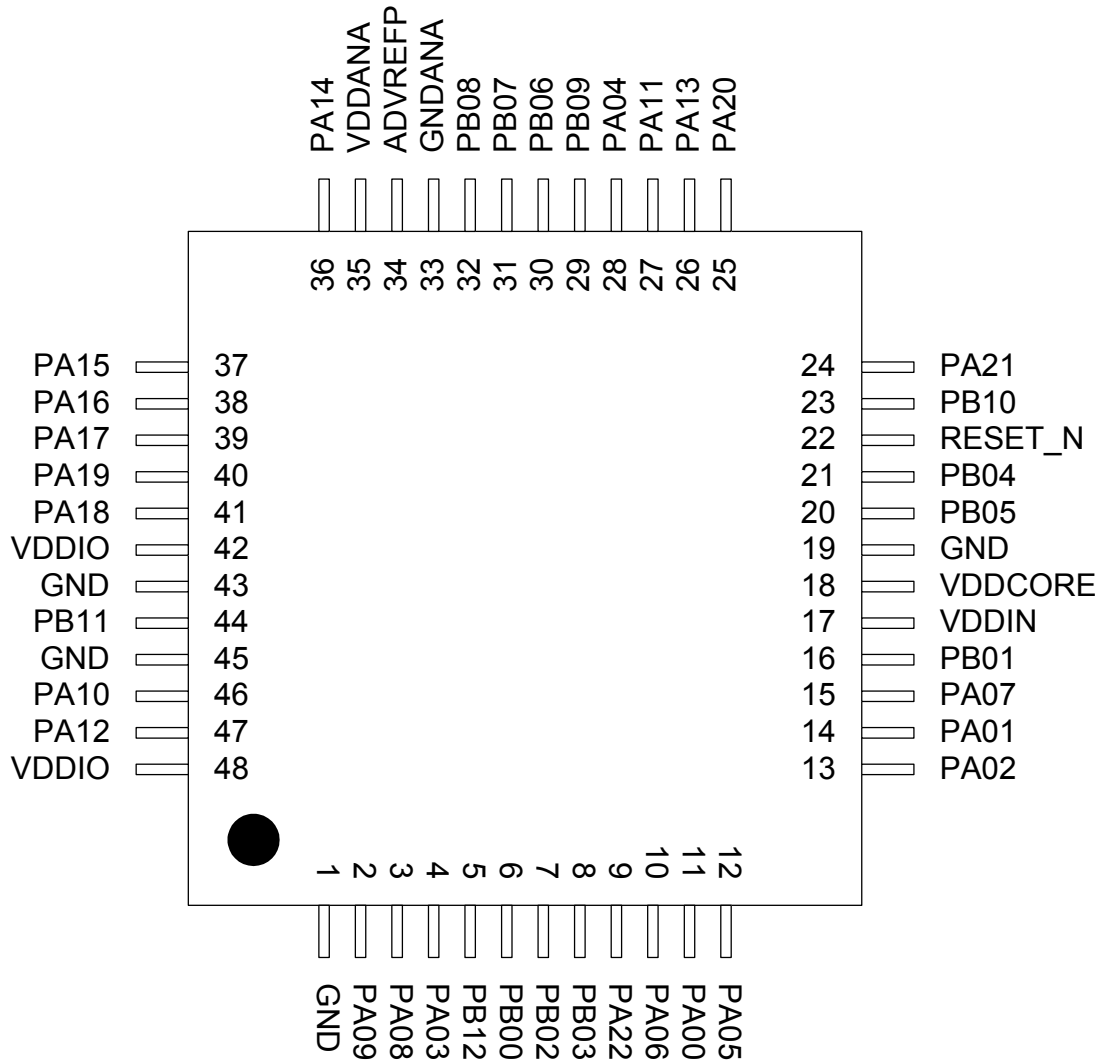 PA14
VDDANA
ADVREFP
GNDANA
PB08
PB07
PB06
PB09
PA04
PA11
PA13
PA20
36
35
34
33
32
31
30
29
28
27
26
25
PA15 37
PA16 38
PA17 39
PA19 40
PA18 41
VDDIO 42
GND 43
PB11 44
GND 45
PA10 46
PA12 47
VDDIO 48
24 PA21
23 PB10
22 RESET_N
21 PB04
20 PB05
19 GND
18 VDDCORE
17 VDDIN
16 PB01
15 PA07
14 PA01
13 PA02
1
2
3
4
5
6
7
8
9
10
11
12
GND
PA09
PA08
PA03
PB12
PB00
PB02
PB03
PA22
PA06
PA00
PA05